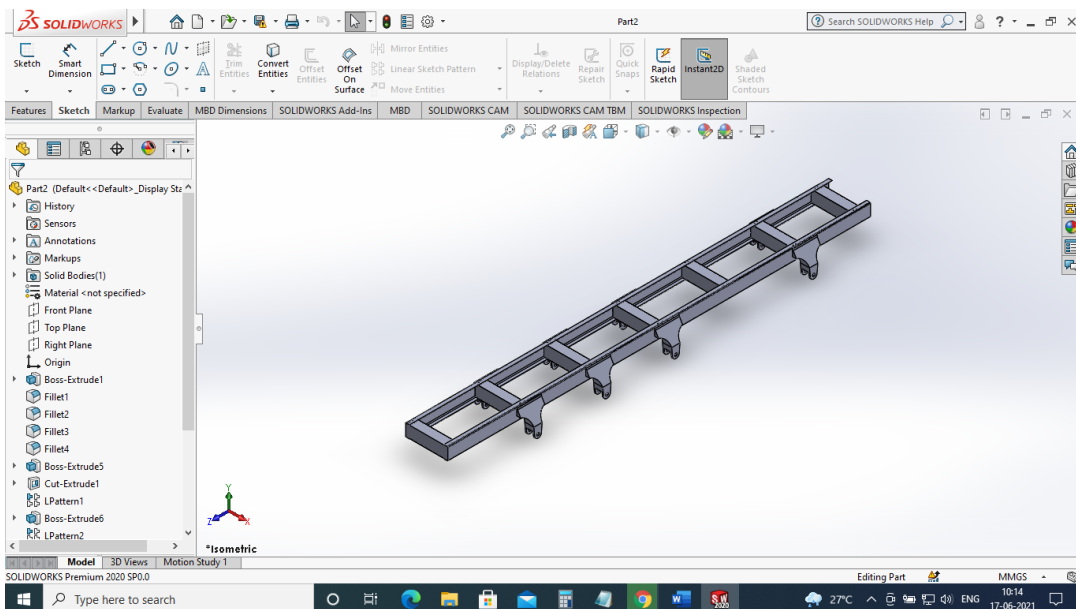 SOLIDWORKS
Part2
Search SOLIDWORKS Help
?
Sketch
Smart Dimension
Trim Entities
Convert Entities
Offset Entities
Offset On Surface
Mirror Entities
Linear Sketch Pattern
Move Entities
Display/Delete Relations
Repair Sketch
Quick Snaps
Rapid Sketch
Instant2D
Shaded Sketch Contours
Features Sketch Markup Evaluate MBD Dimensions SOLIDWORKS Add-Ins MBD SOLIDWORKS CAM SOLIDWORKS CAM TBM SOLIDWORKS Inspection
Part2 (Default<<Default>_Display Sta
History
Sensors
Annotations
Markups
Solid Bodies(1)
Material <not specified>
Front Plane
Top Plane
Right Plane
Origin
Boss-Extrude1
Fillet1
Fillet2
Fillet3
Fillet4
Boss-Extrude5
Cut-Extrude1
LPattern1
Boss-Extrude6
LPattern2
Y
Z
X
*Isometric
Model 3D Views Motion Study 1
SOLIDWORKS Premium 2020 SP0.0
Editing Part
MMGS
Type here to search
27°C
ENG
10:14
17-06-2021